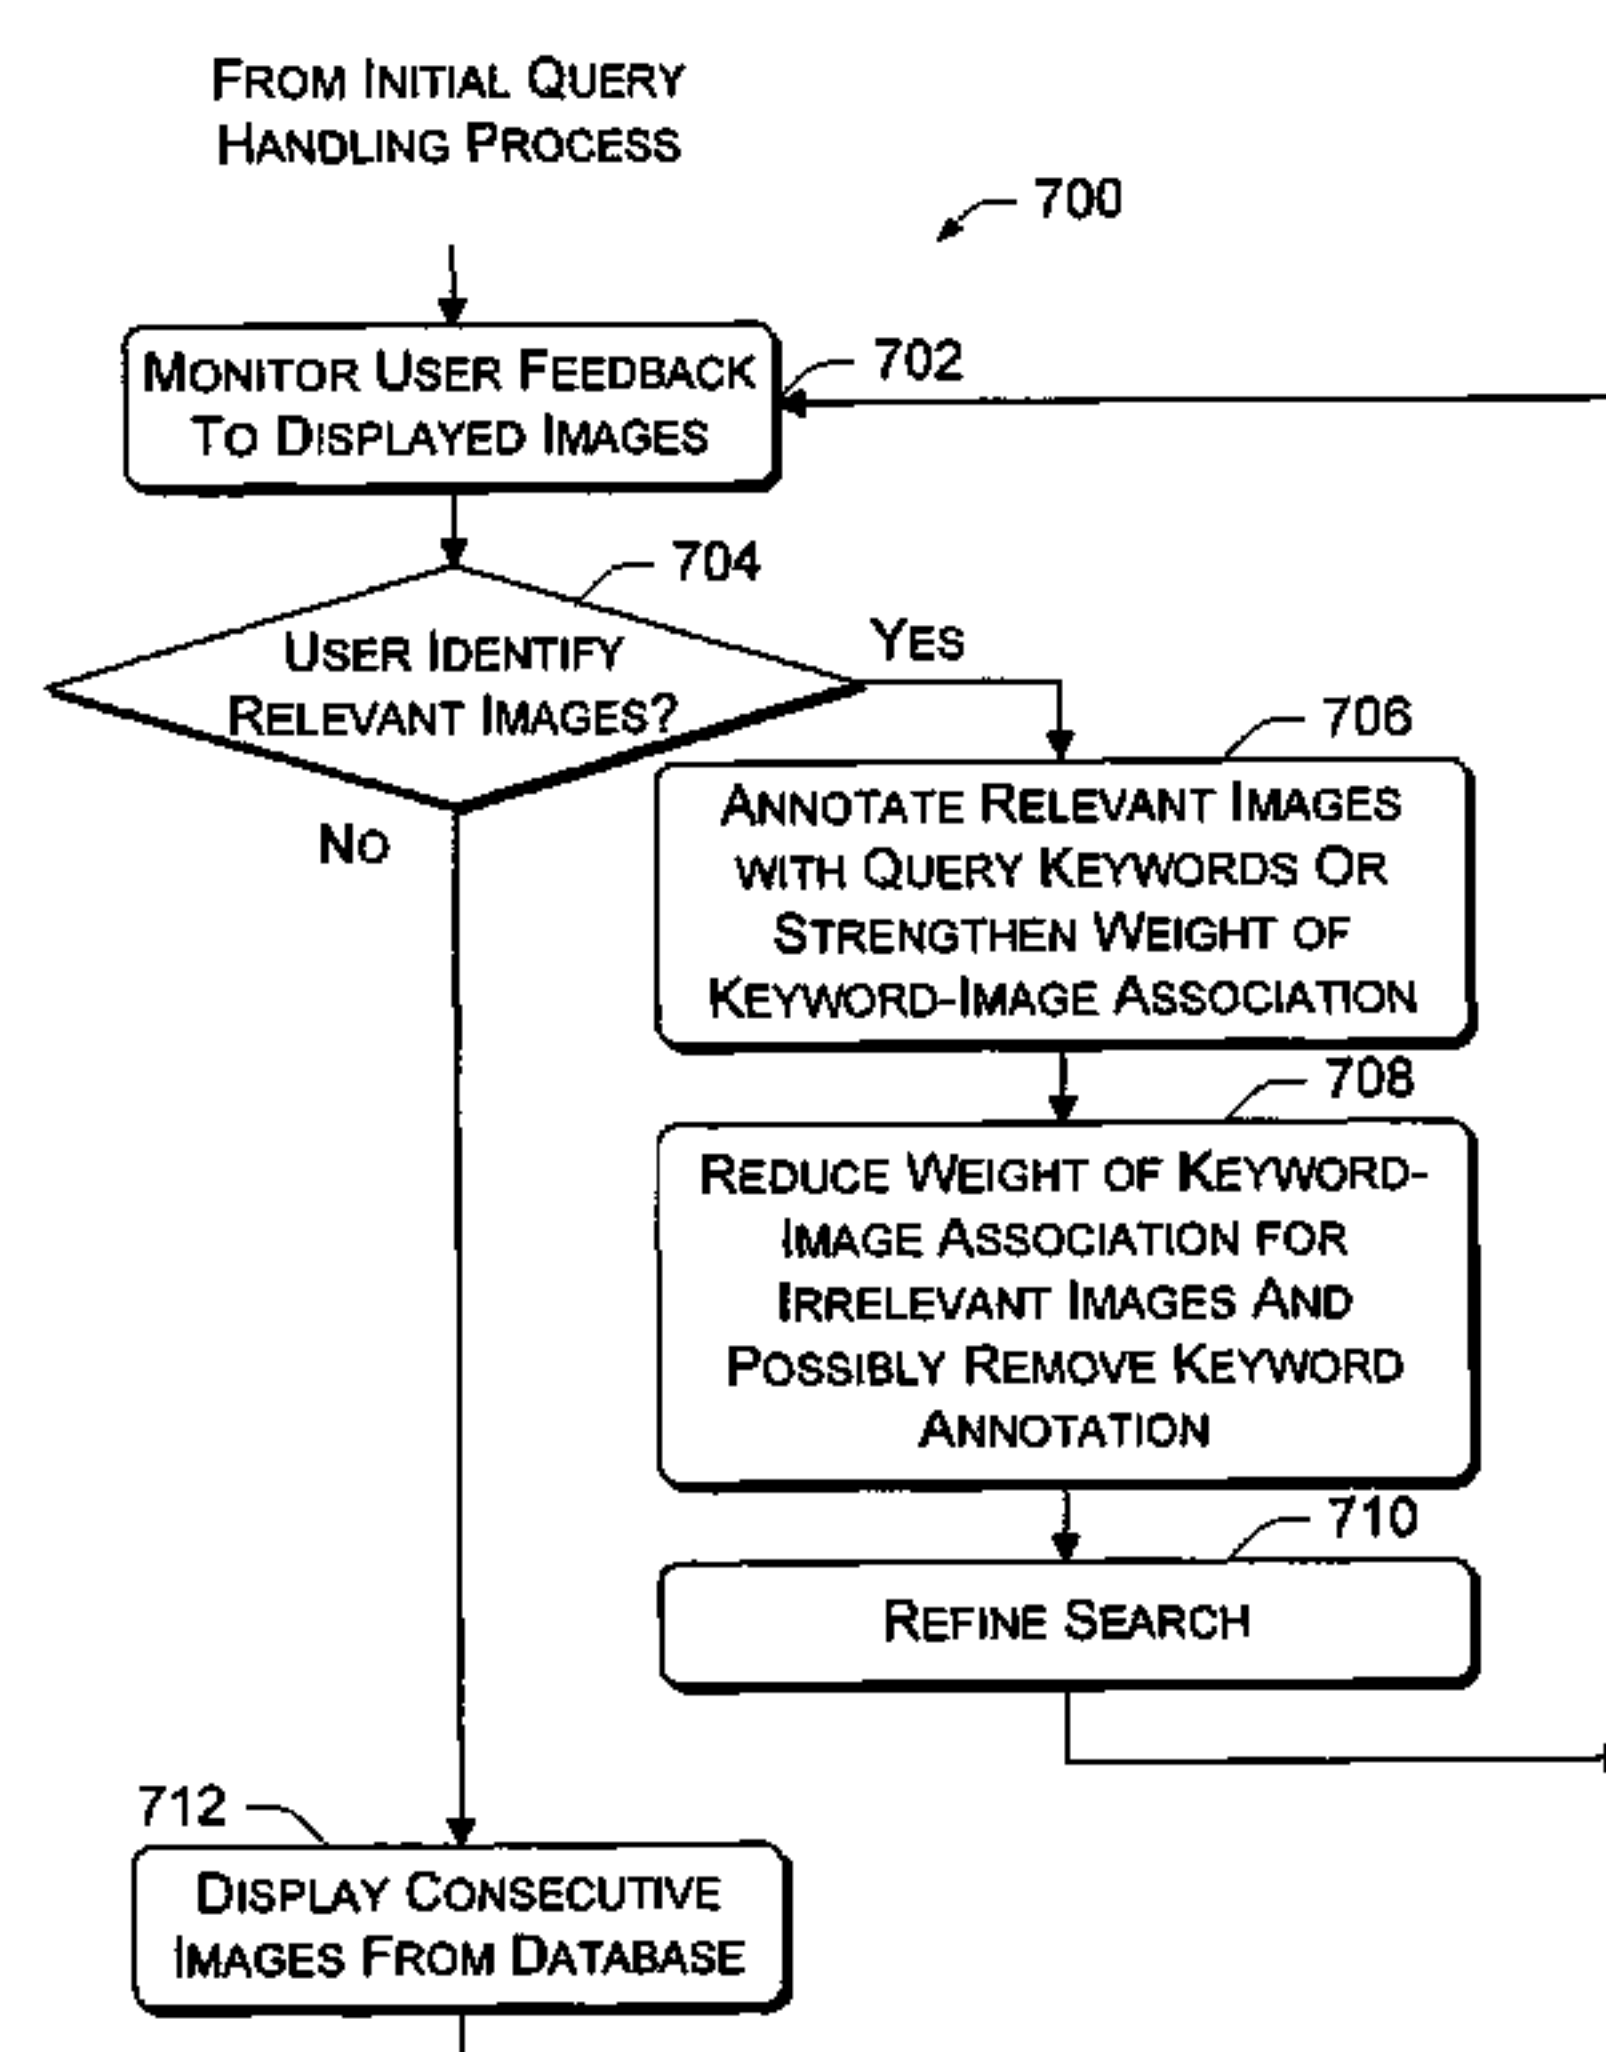 FROM INITIAL QUERY
HANDLING PROCESS
700
MONITOR USER FEEDBACK
TO DISPLAYED IMAGES
702
704
USER IDENTIFY
RELEVANT IMAGES?
YES
NO
706
ANNOTATE RELEVANT IMAGES
WITH QUERY KEYWORDS OR
STRENGTHEN WEIGHT OF
KEYWORD-IMAGE ASSOCIATION
708
REDUCE WEIGHT OF KEYWORD-
IMAGE ASSOCIATION FOR
IRRELEVANT IMAGES AND
POSSIBLY REMOVE KEYWORD
ANNOTATION
710
REFINE SEARCH
712
DISPLAY CONSECUTIVE
IMAGES FROM DATABASE